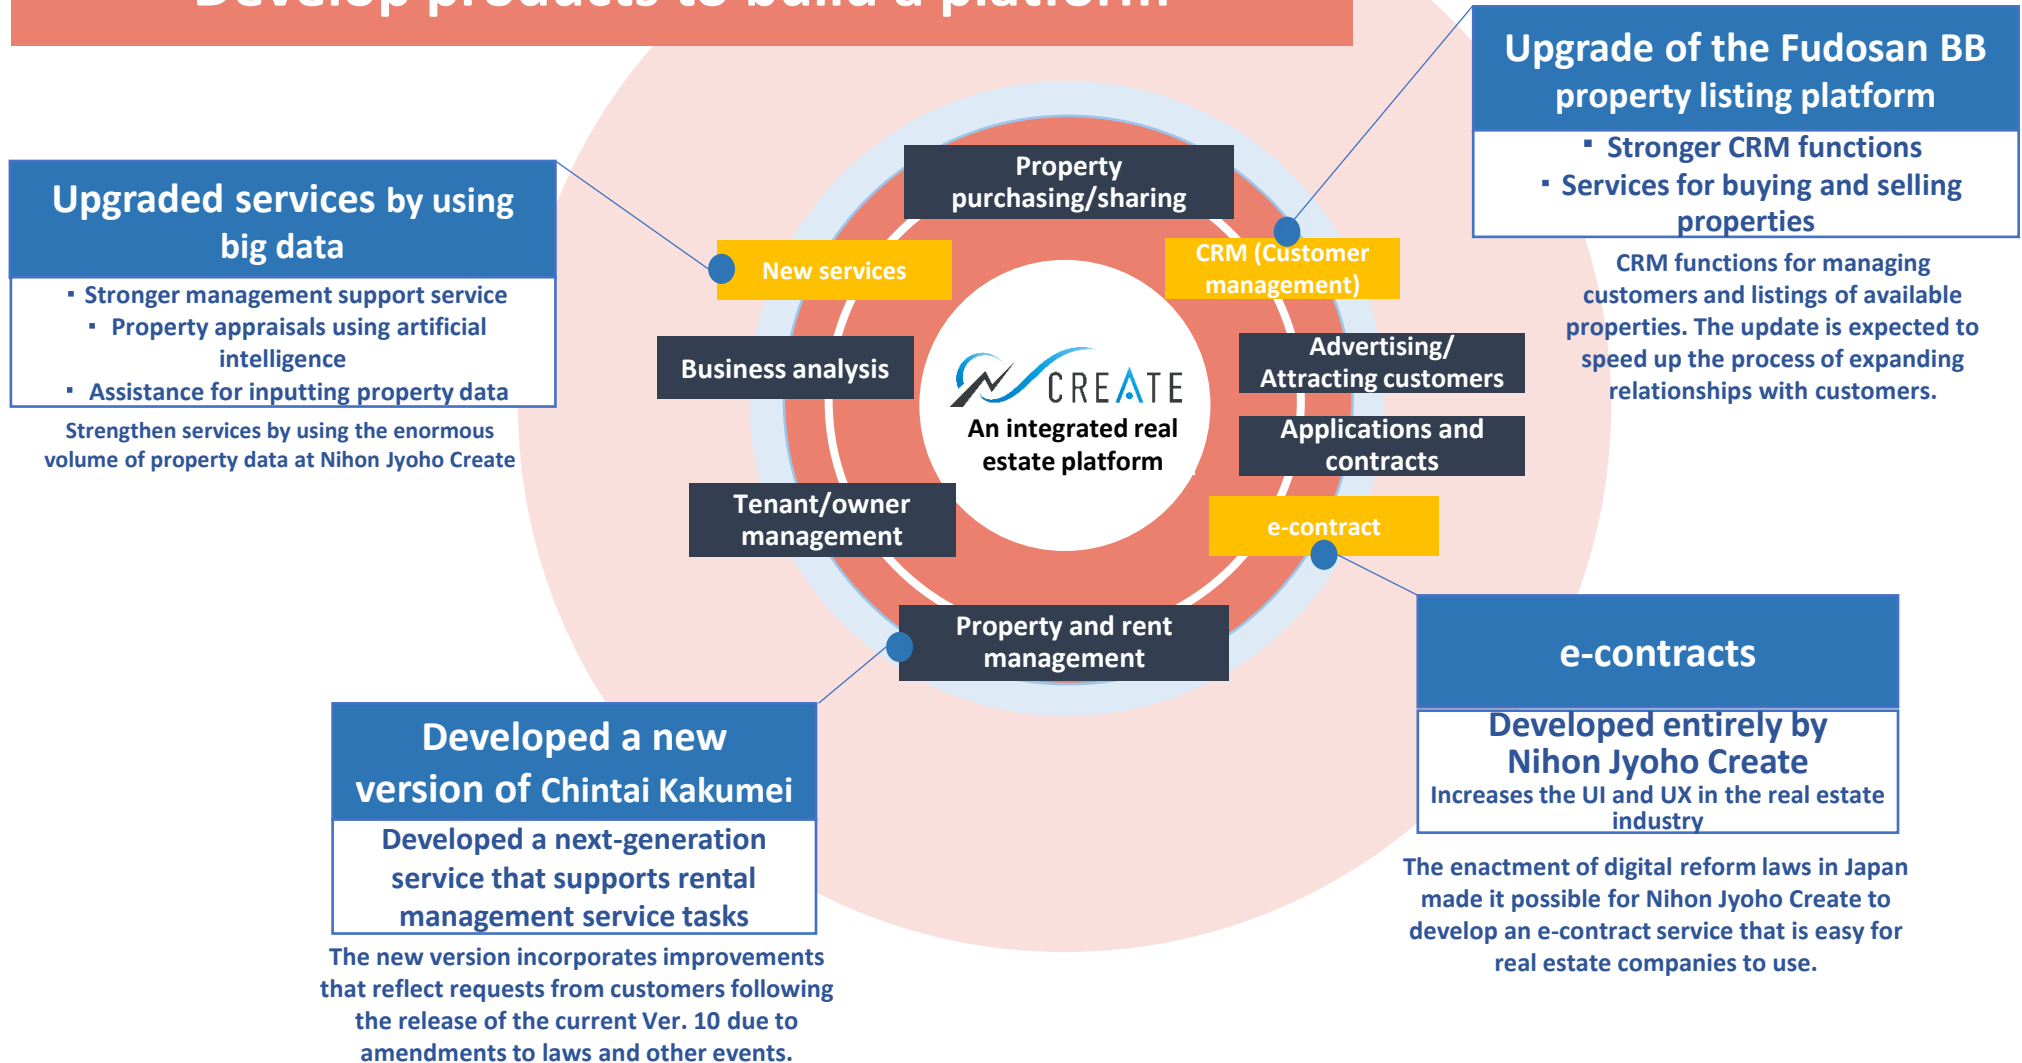 Develop products to build a platform
Upgrade of the Fudosan BB
property listing platform
▪ Stronger CRM functions
▪ Services for buying and selling
properties
CRM functions for managing
customers and listings of available
properties. The update is expected to
speed up the process of expanding
relationships with customers.
Upgraded services by using
big data
▪ Stronger management support service
▪ Property appraisals using artificial
intelligence
▪ Assistance for inputting property data
Strengthen services by using the enormous
volume of property data at Nihon Jyoho Create
Property
purchasing/sharing
New services
CRM (Customer
management)
Business analysis
Advertising/
Attracting customers
CREATE
An integrated real
estate platform
Applications and
contracts
Tenant/owner
management
e-contract
Property and rent
management
Developed a new
version of Chintai Kakumei
Developed a next-generation
service that supports rental
management service tasks
The new version incorporates improvements
that reflect requests from customers following
the release of the current Ver. 10 due to
amendments to laws and other events.
e-contracts
Developed entirely by
Nihon Jyoho Create
Increases the UI and UX in the real estate
industry
The enactment of digital reform laws in Japan
made it possible for Nihon Jyoho Create to
develop an e-contract service that is easy for
real estate companies to use.